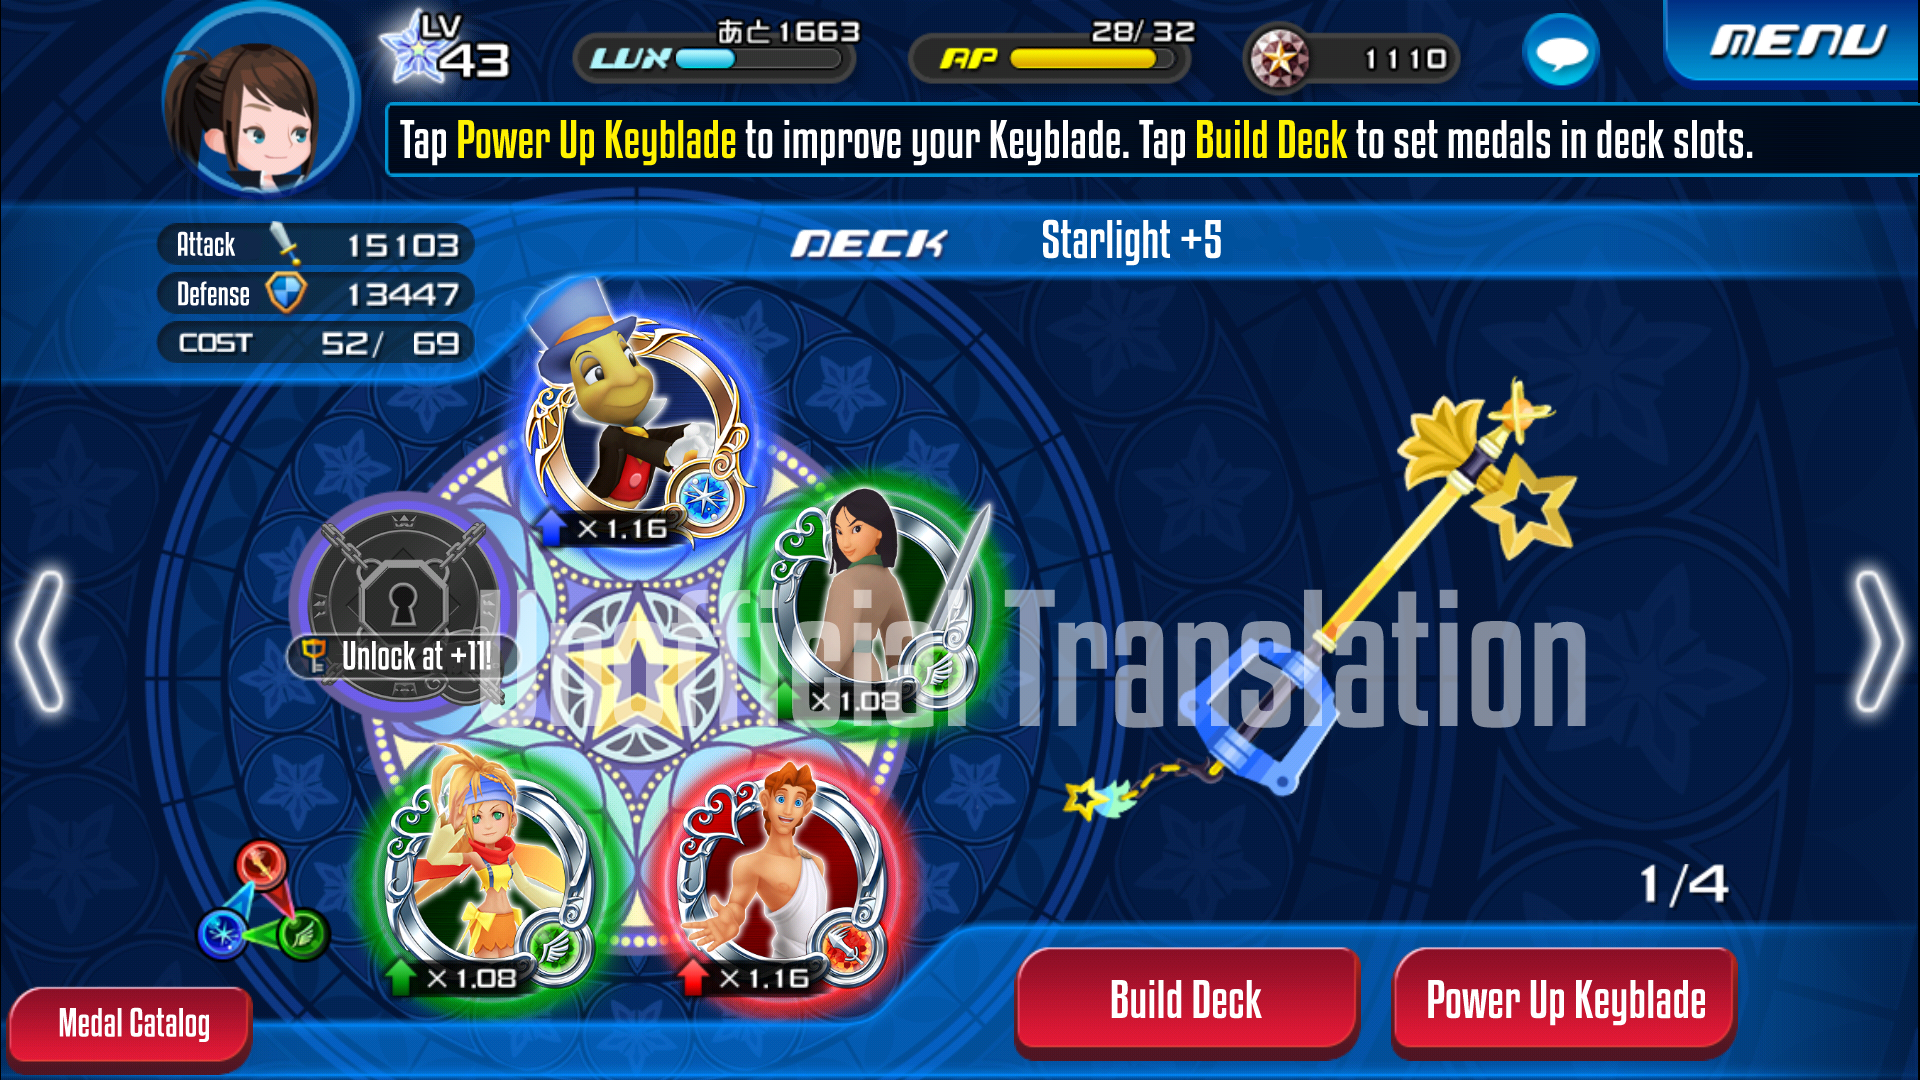 LV
43
LUX
あと1663
AP
28/32
1110
MENU
Tap Power Up Keyblade to improve your Keyblade. Tap Build Deck to set medals in deck slots.
Attack 15103
DECK
Starlight +5
Defense 13447
COST 52/ 69
×1.16
Unlock at +11!
×1.08
Unofficial Translation
×1.08
×1.16
1/4
Medal Catalog
Build Deck
Power Up Keyblade